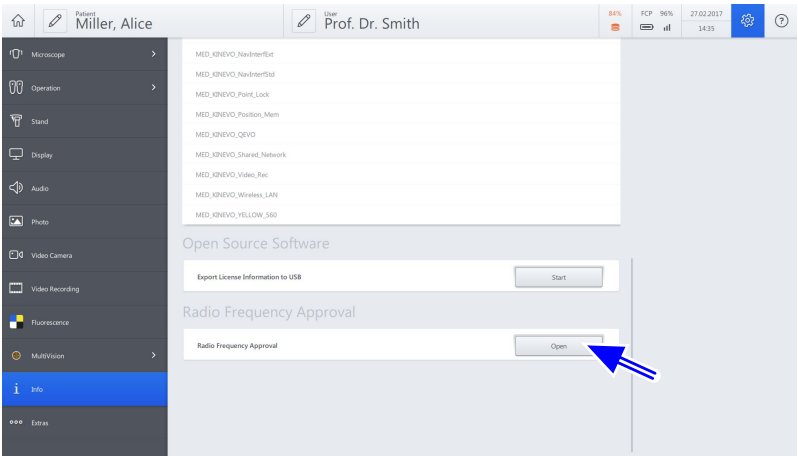 Patient
Miller, Alice
User
Prof. Dr. Smith
84%
FCP 96%
27.02.2017
14:35
?
Microscope
Operation
Stand
Display
Audio
Photo
Video Camera
Video Recording
Fluorescence
MultiVision
Info
Extras
MED_KINEVO_NavInterfExt
MED_KINEVO_NavInterfStd
MED_KINEVO_Point_Lock
MED_KINEVO_Position_Mem
MED_KINEVO_QEVO
MED_KINEVO_Shared_Network
MED_KINEVO_Video_Rec
MED_KINEVO_Wireless_LAN
MED_KINEVO_YELLOW_560
Open Source Software
Export License Information to USB
Start
Radio Frequency Approval
Radio Frequency Approval
Open